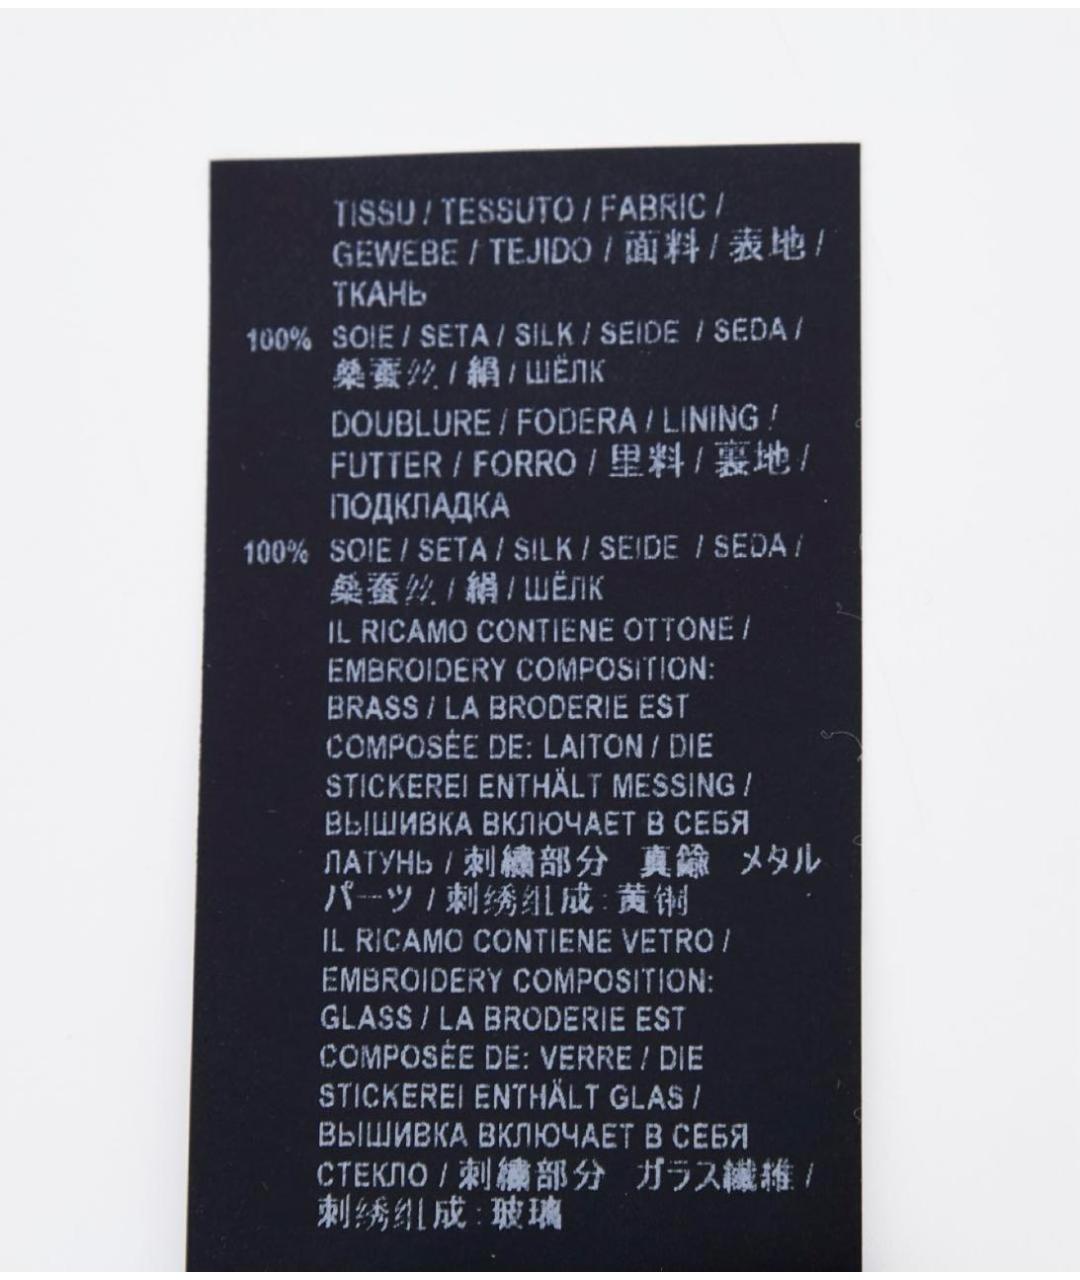 TISSU / TESSUTO / FABRIC /
GEWEBE / TEJIDO / 面料 / 表地 /
ТКАНЬ
100% SOIE / SETA / SILK / SEIDE / SEDA /
桑蚕丝 / 絹 / ШЁЛК
DOUBLURE / FODERA / LINING /
FUTTER / FORRO / 里料 / 裏地 /
ПОДКЛАДКА
100% SOIE / SETA / SILK / SEIDE / SEDA /
桑蚕丝 / 絹 / ШЁЛК
IL RICAMO CONTIENE OTTONE /
EMBROIDERY COMPOSITION:
BRASS / LA BRODERIE EST
COMPOSÉE DE: LAITON / DIE
STICKEREI ENTHÄLT MESSING /
ВЫШИВКА ВКЛЮЧАЕТ В СЕБЯ
ЛАТУНЬ / 刺繍部分 真鍮 メタル
パーツ / 刺绣组成:黄铜
IL RICAMO CONTIENE VETRO /
EMBROIDERY COMPOSITION:
GLASS / LA BRODERIE EST
COMPOSÉE DE: VERRE / DIE
STICKEREI ENTHÄLT GLAS /
ВЫШИВКА ВКЛЮЧАЕТ В СЕБЯ
СТЕКЛО / 刺繍部分 ガラス繊維 /
刺绣组成:玻璃